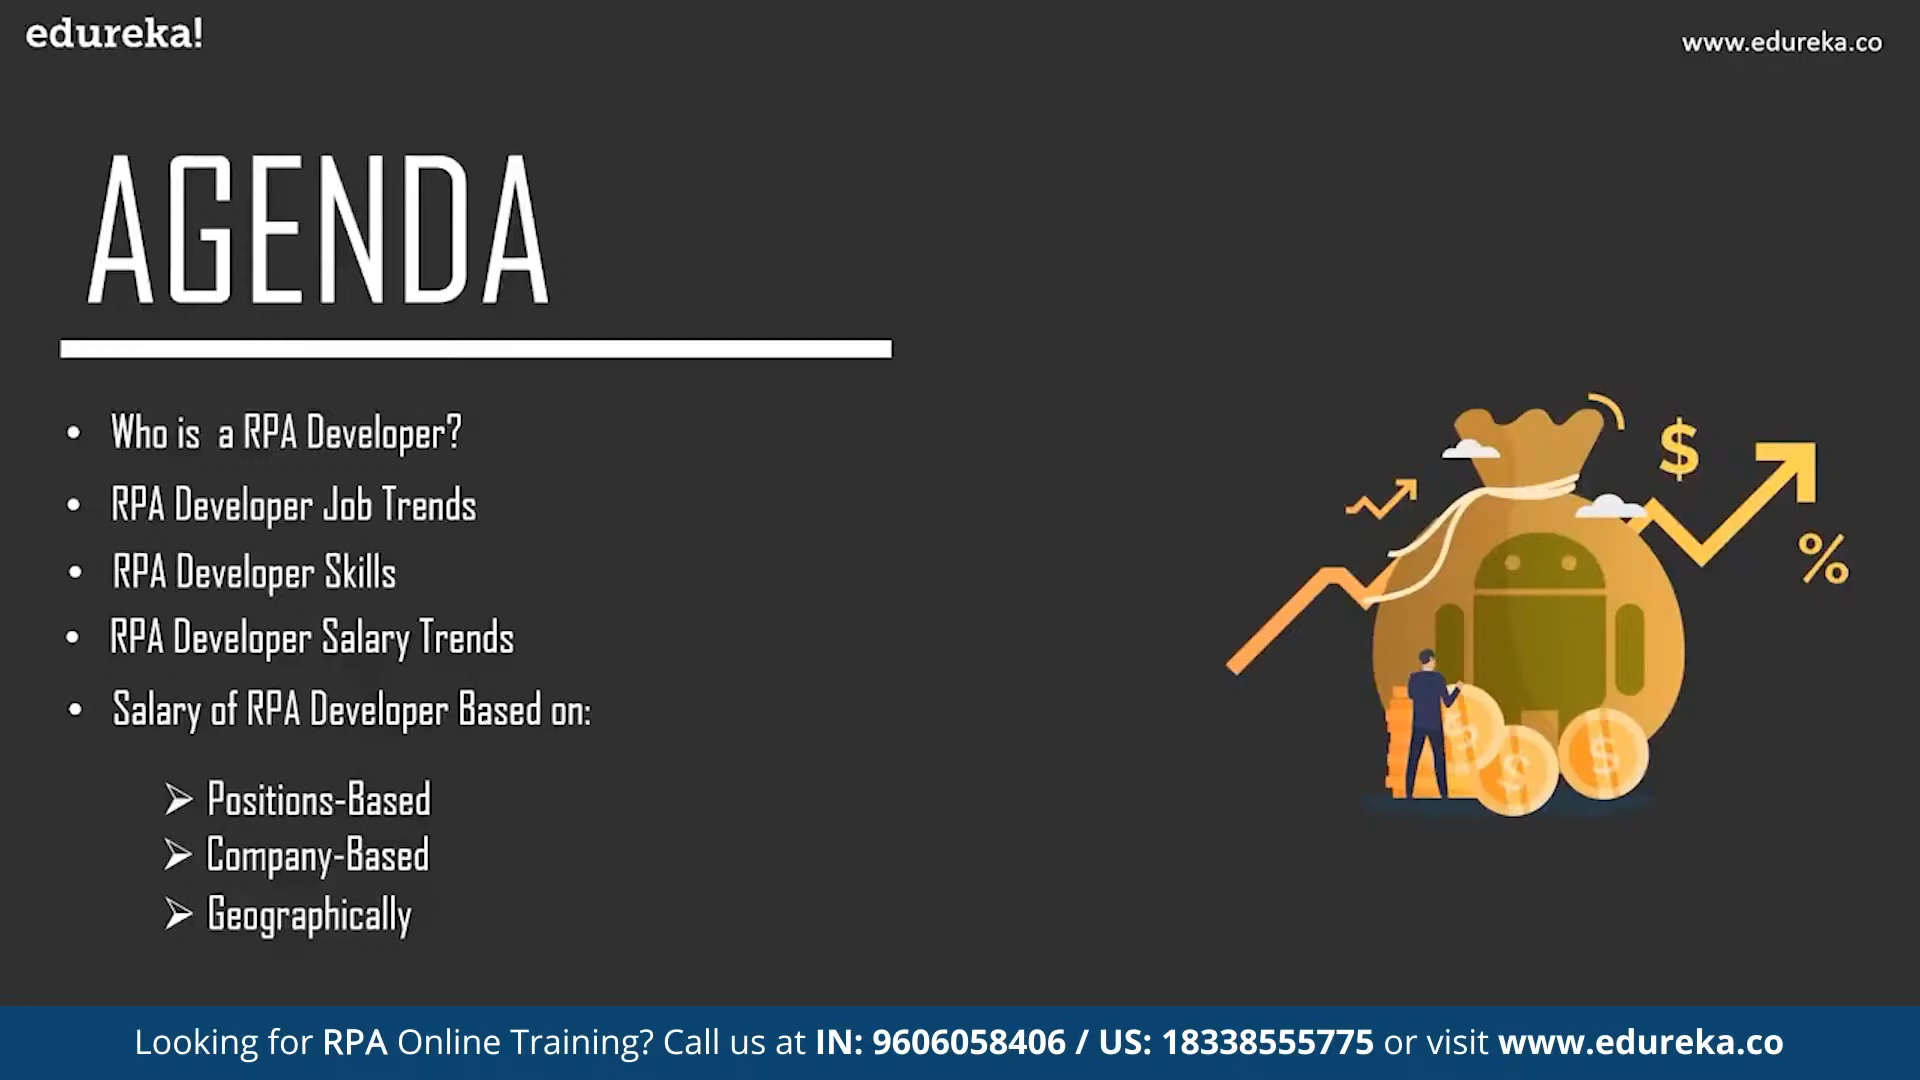 edureka!
www.edureka.co
AGENDA
• Who is a RPA Developer?
• RPA Developer Job Trends
• RPA Developer Skills
• RPA Developer Salary Trends
• Salary of RPA Developer Based on:
➢ Positions-Based
➢ Company-Based
➢ Geographically
$
%
$ $ $
Looking for RPA Online Training? Call us at IN: 9606058406 / US: 18338555775 or visit www.edureka.co